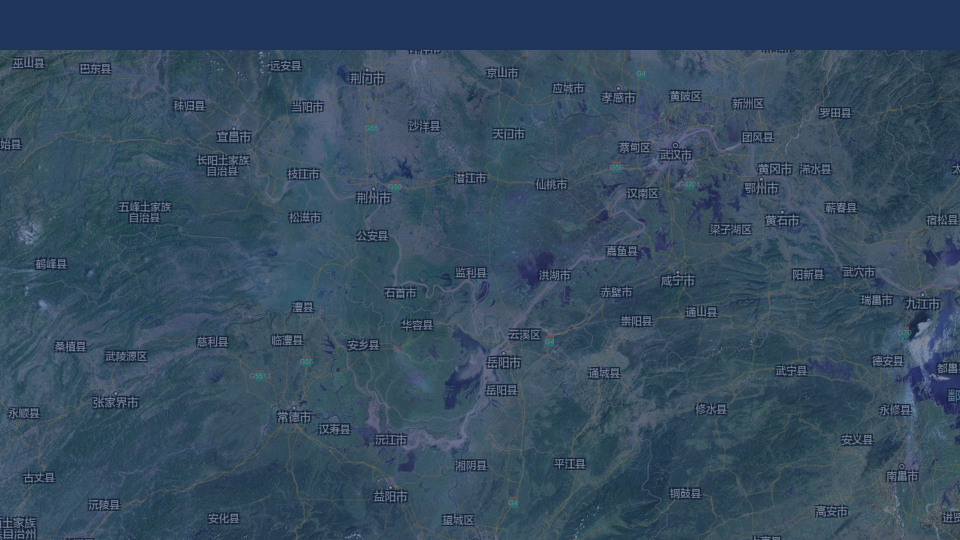 巫山县
巴东县
远安县
荆门市
京山市
应城市
孝感市
G4
黄陂区
新洲区
罗田县
秭归县
当阳市
沙洋县
天门市
宜昌市
G55
蔡甸区
武汉市
团风县
始县
长阳土家族
自治县
枝江市
荆州市
G50
潜江市
仙桃市
汉南区
黄冈市
浠水县
鄂州市
五峰土家族
自治县
松滋市
公安县
嘉鱼县
梁子湖区
黄石市
蕲春县
宿松县
鹤峰县
石首市
监利县
洪湖市
赤壁市
咸宁市
阳新县
武穴市
瑞昌市
九江市
澧县
华容县
云溪区
崇阳县
通山县
桑植县
武陵源区
慈利县
临澧县
安乡县
岳阳市
G4
G55
G5513
岳阳县
通城县
武宁县
德安县
都昌
张家界市
永顺县
常德市
汉寿县
沅江市
修水县
永修县
安义县
古丈县
湘阴县
平江县
南昌市
沅陵县
安化县
益阳市
望城区
G4
铜鼓县
高安市
进贤
土家族
自治州